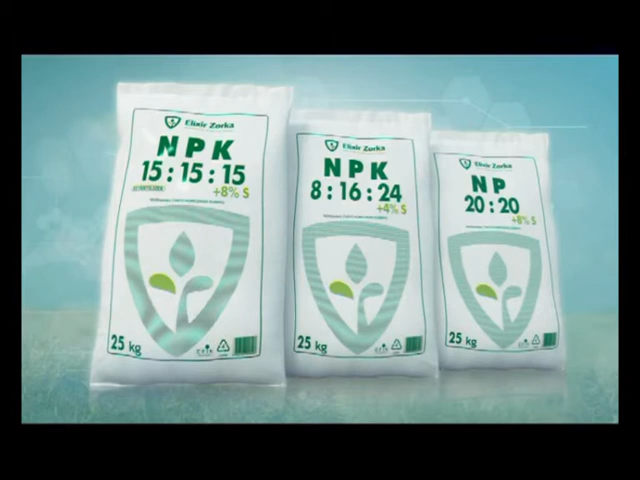 Elixir Zorka
NPK
15 : 15 : 15
+8% S
25 kg
Elixir Zorka
NPK
8 : 16 : 24
+4% S
25 kg
Elixir Zorka
NP
20 : 20
+8% S
25 kg